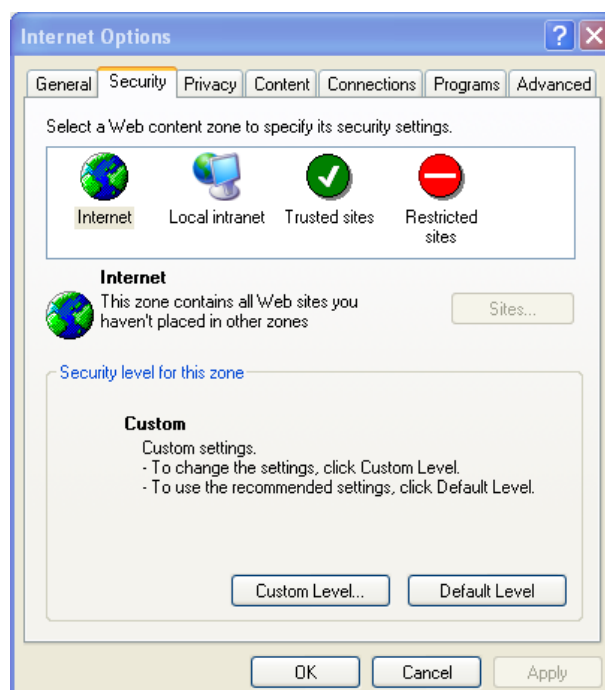 Internet Options
General Security Privacy Content Connections Programs Advanced
Select a Web content zone to specify its security settings.
Internet Local intranet Trusted sites Restricted sites
Internet
This zone contains all Web sites you
haven't placed in other zones
Sites...
Security level for this zone
Custom
Custom settings.
- To change the settings, click Custom Level.
- To use the recommended settings, click Default Level.
Custom Level... Default Level
OK Cancel Apply